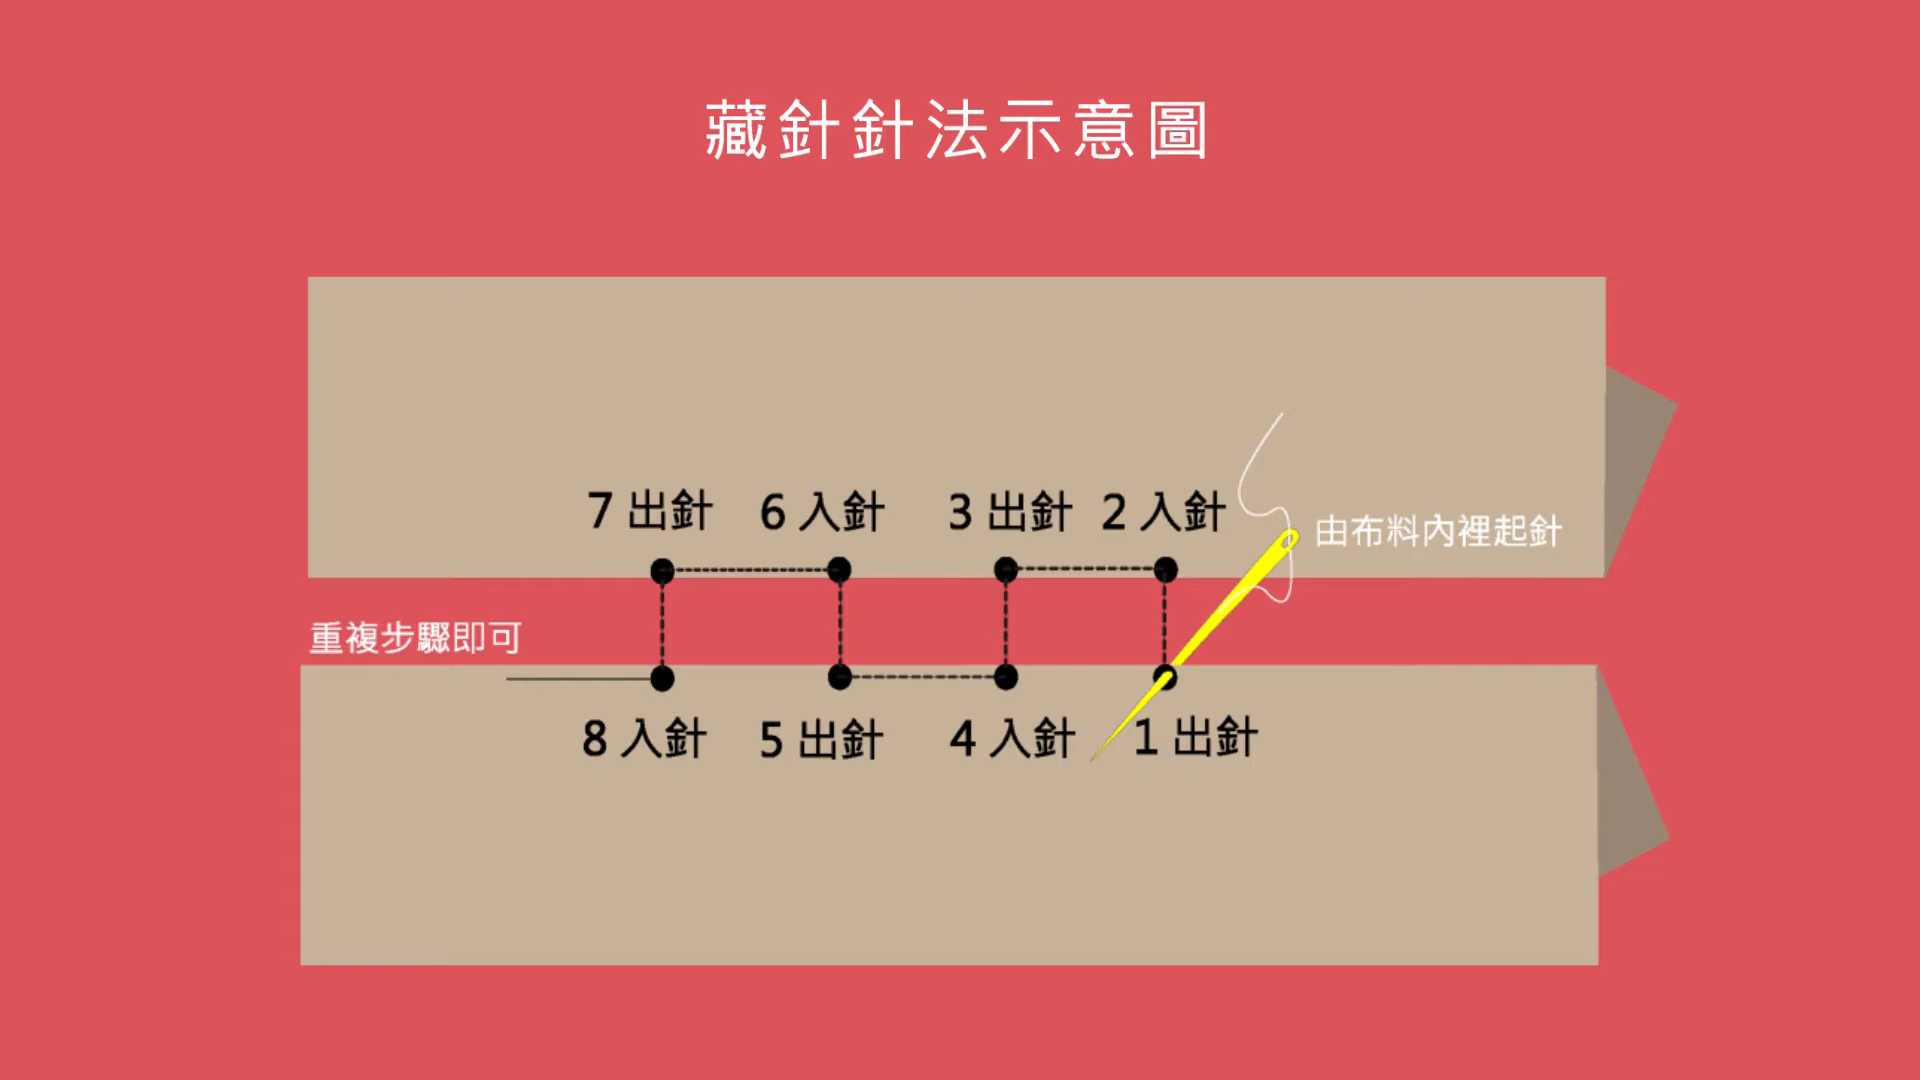 藏針針法示意圖
7 出針 6 入針 3 出針 2 入針
由布料內裡起針
重複步驟即可
8 入針 5 出針 4 入針 1 出針